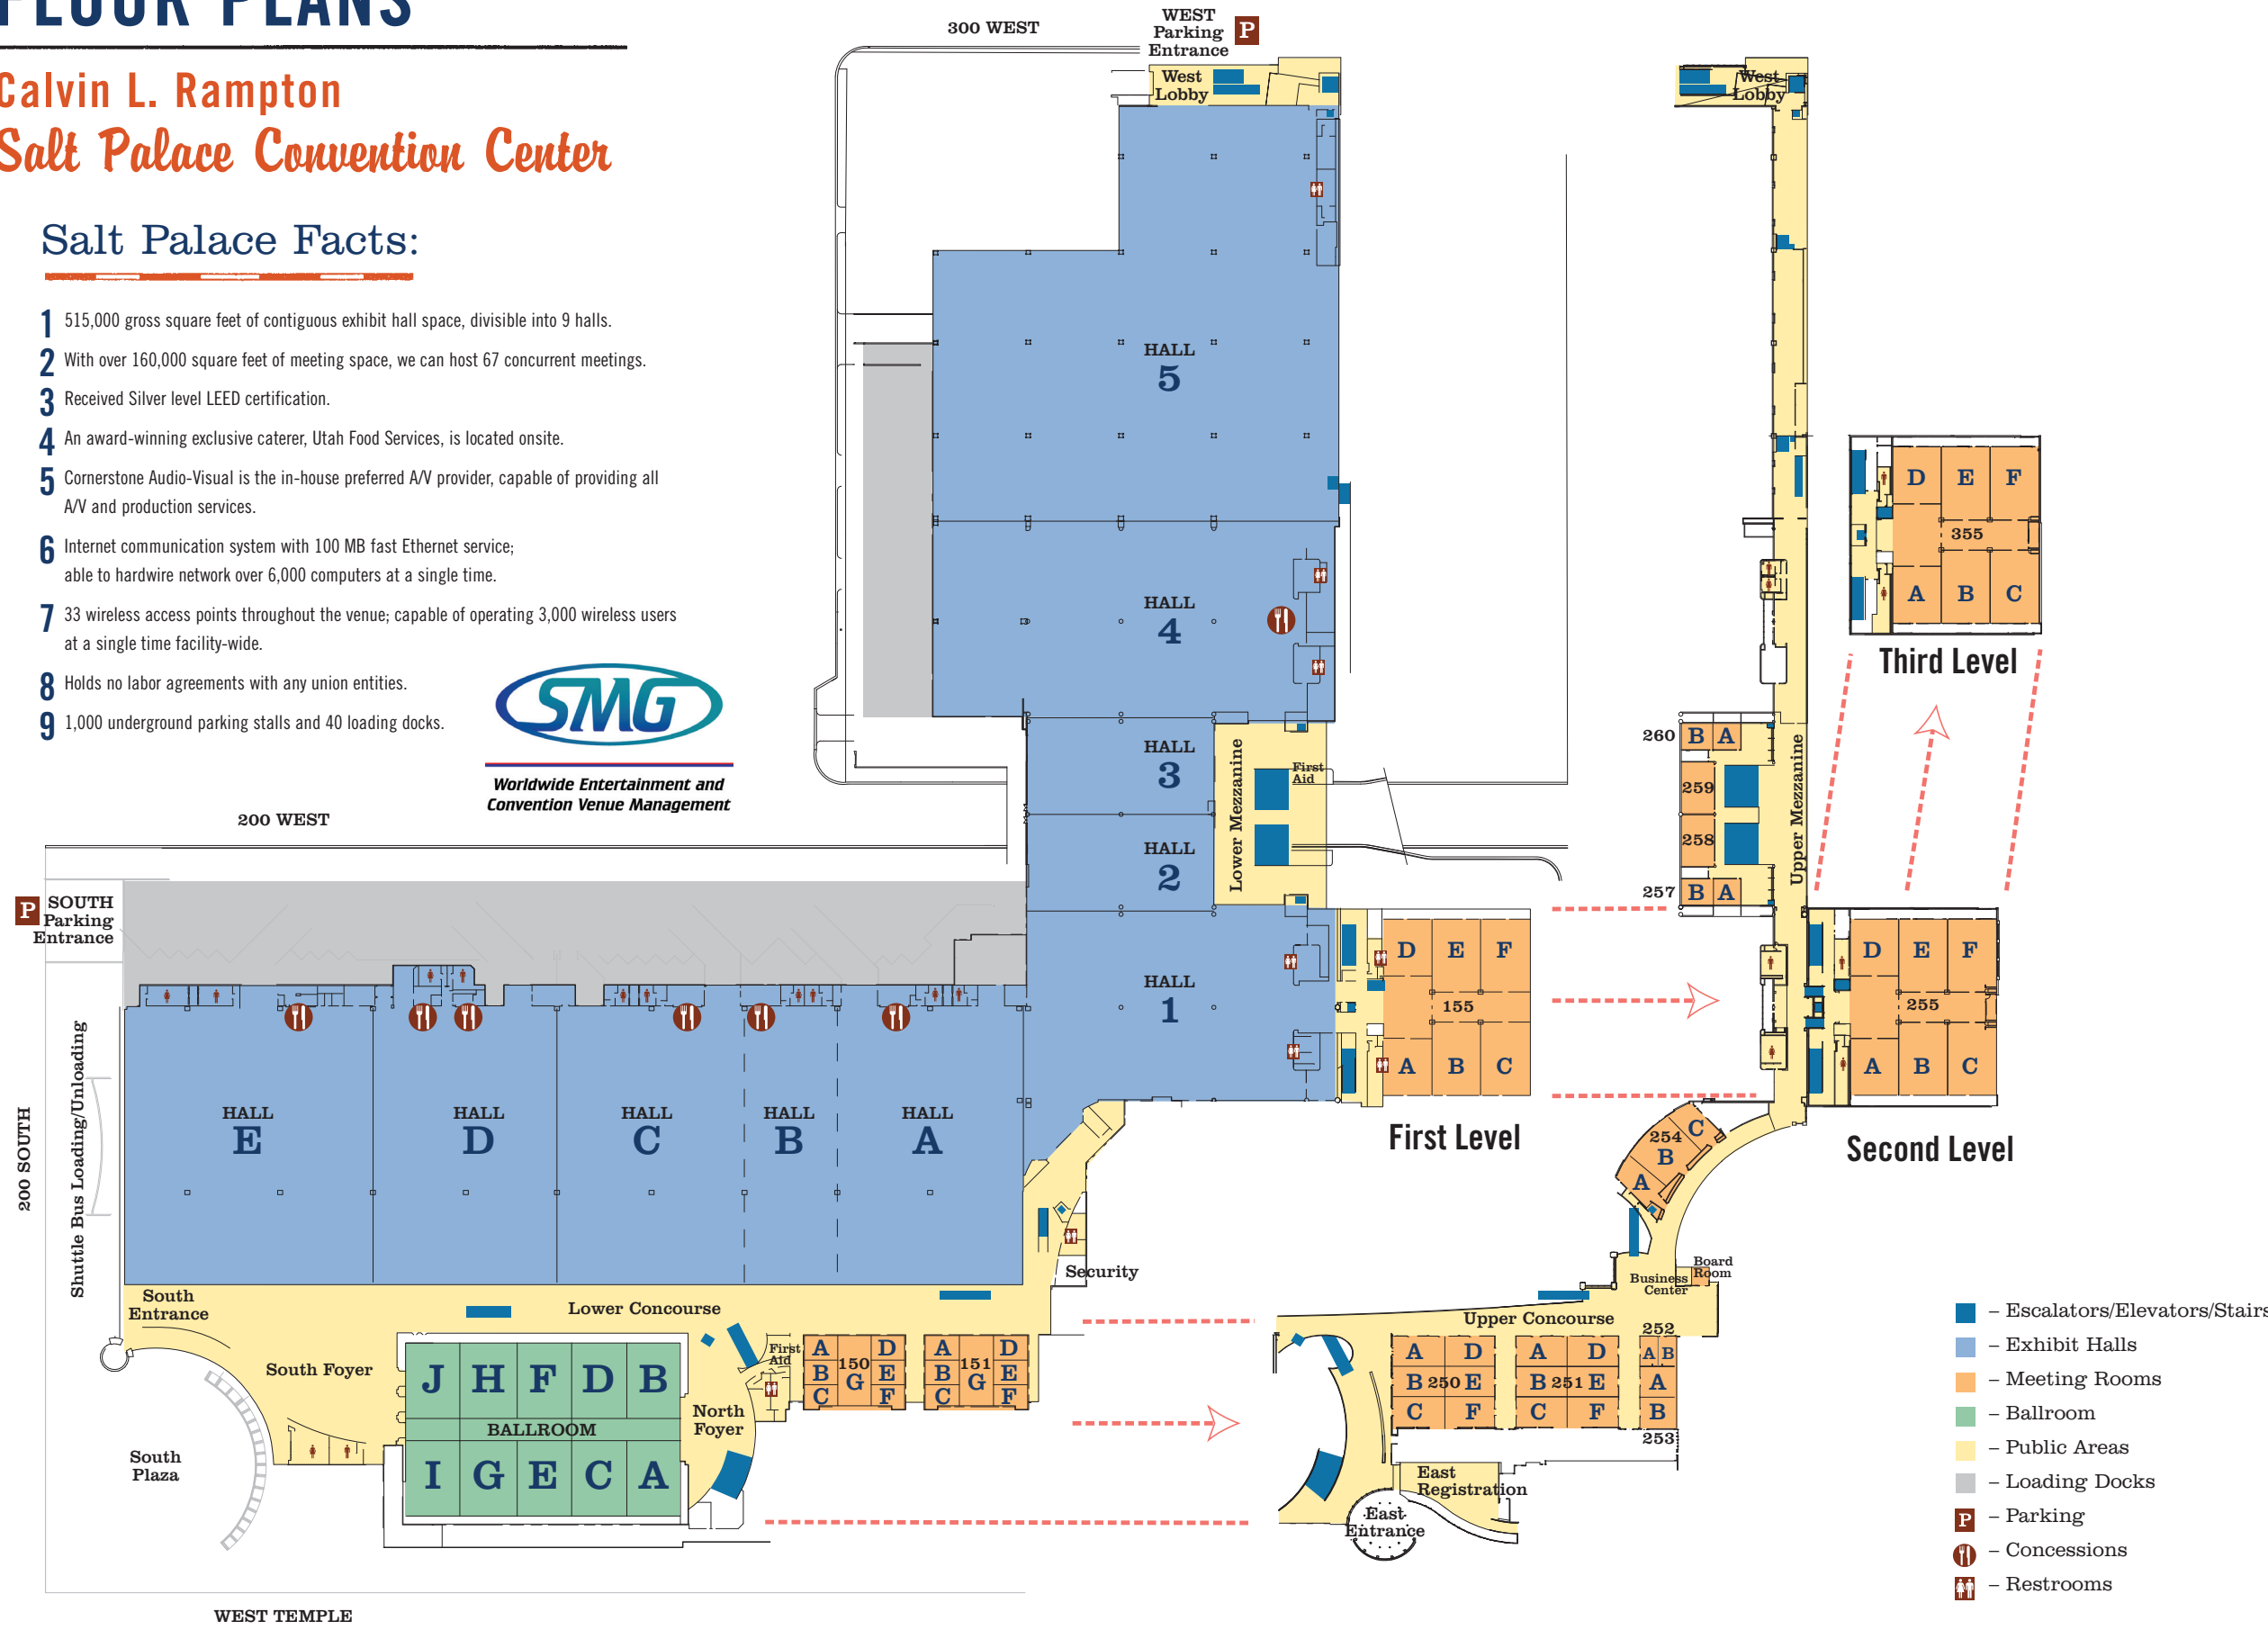 FLOOR PLANS
Calvin L. Rampton
Salt Palace Convention Center
Salt Palace Facts:
1 515,000 gross square feet of contiguous exhibit hall space, divisible into 9 halls.
2 With over 160,000 square feet of meeting space, we can host 67 concurrent meetings.
3 Received Silver level LEED certification.
4 An award-winning exclusive caterer, Utah Food Services, is located onsite.
5 Cornerstone Audio-Visual is the in-house preferred A/V provider, capable of providing all
A/V and production services.
6 Internet communication system with 100 MB fast Ethernet service;
able to hardwire network over 6,000 computers at a single time.
7 33 wireless access points throughout the venue; capable of operating 3,000 wireless users
at a single time facility-wide.
8 Holds no labor agreements with any union entities.
9 1,000 underground parking stalls and 40 loading docks.
SMG
Worldwide Entertainment and
Convention Venue Management
300 WEST
WEST
Parking
Entrance
P
West
Lobby
HALL
5
HALL
4
HALL
3
HALL
2
HALL
1
Lower Mezzanine
First
Aid
200 WEST
P
SOUTH
Parking
Entrance
200 SOUTH
Shuttle Bus Loading/Unloading
HALL
E
HALL
D
HALL
C
HALL
B
HALL
A
D E F
155
A B C
First Level
Security
South
Entrance
Lower Concourse
South Foyer
South
Plaza
J H F D B
BALLROOM
I G E C A
North
Foyer
First
Aid
A D
150
B G E
C F
A D
151
B G E
C F
WEST TEMPLE
West
Lobby
Upper Mezzanine
260 B A
259
258
257 B A
D E F
355
A B C
Third Level
D E F
255
A B C
Second Level
C
254
B
A
Board
Room
Business
Center
Upper Concourse
252
A D
B 250 E
C F
A D
B 251 E
C F
A B
A
B
253
East
Registration
East
Entrance
– Escalators/Elevators/Stairs
– Exhibit Halls
– Meeting Rooms
– Ballroom
– Public Areas
– Loading Docks
P – Parking
– Concessions
– Restrooms